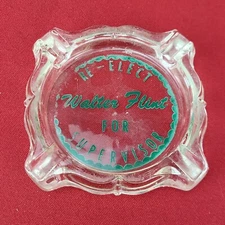 RE-ELECT
Walter Flint
FOR
SUPERVISOR